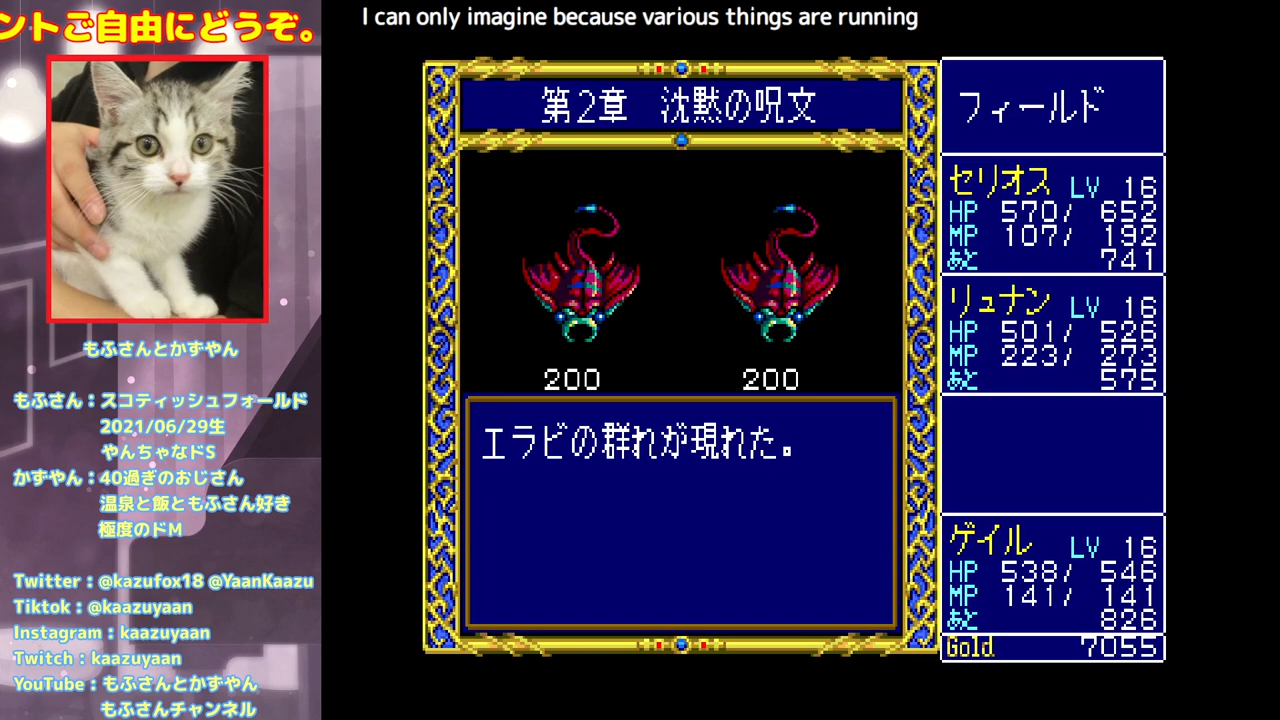 ントご自由にどうぞ。
もふさんとかずやん
もふさん：スコティッシュフォールド
2021/06/29生
やんちゃなドS
かずやん：40過ぎのおじさん
温泉と飯ともふさん好き
極度のドM
Twitter：@kazufox18 @YaanKaazu
Tiktok：@kaazuyaan
Instagram：kaazuyaan
Twitch：kaazuyaan
YouTube：もふさんとかずやん
もふさんチャンネル
I can only imagine because various things are running
第2章　沈黙の呪文
200 200
エラビの群れが現れた。
フィールド
セリオス LV 16
HP 570/ 652
MP 107/ 192
あと 741
リュナン LV 16
HP 501/ 526
MP 223/ 273
あと 575
ゲイル LV 16
HP 538/ 546
MP 141/ 141
あと 826
Gold 7055